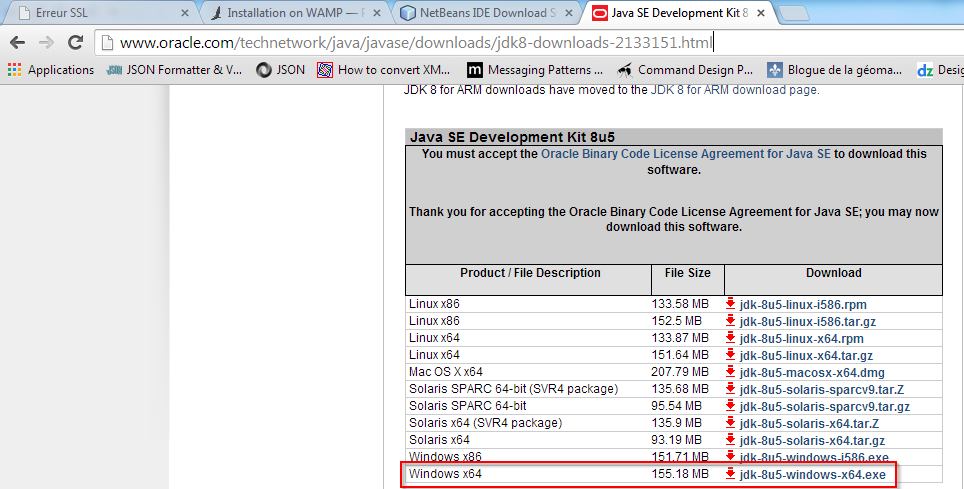 Erreur SSL
Installation on WAMP — F
NetBeans IDE Download S
Java SE Development Kit 8
www.oracle.com/technetwork/java/javase/downloads/jdk8-downloads-2133151.html
Applications JSON Formatter & V... JSON How to convert XM... Messaging Patterns ... Command Design P... Blogue de la géoma... dz Desig
JDK 8 for ARM downloads have moved to the JDK 8 for ARM download page.
Java SE Development Kit 8u5
You must accept the Oracle Binary Code License Agreement for Java SE to download this
software.
Thank you for accepting the Oracle Binary Code License Agreement for Java SE; you may now
download this software.
Product / File Description File Size Download
Linux x86 133.58 MB jdk-8u5-linux-i586.rpm
Linux x86 152.5 MB jdk-8u5-linux-i586.tar.gz
Linux x64 133.87 MB jdk-8u5-linux-x64.rpm
Linux x64 151.64 MB jdk-8u5-linux-x64.tar.gz
Mac OS X x64 207.79 MB jdk-8u5-macosx-x64.dmg
Solaris SPARC 64-bit (SVR4 package) 135.68 MB jdk-8u5-solaris-sparcv9.tar.Z
Solaris SPARC 64-bit 95.54 MB jdk-8u5-solaris-sparcv9.tar.gz
Solaris x64 (SVR4 package) 135.9 MB jdk-8u5-solaris-x64.tar.Z
Solaris x64 93.19 MB jdk-8u5-solaris-x64.tar.gz
Windows x86 151.71 MB jdk-8u5-windows-i586.exe
Windows x64 155.18 MB jdk-8u5-windows-x64.exe